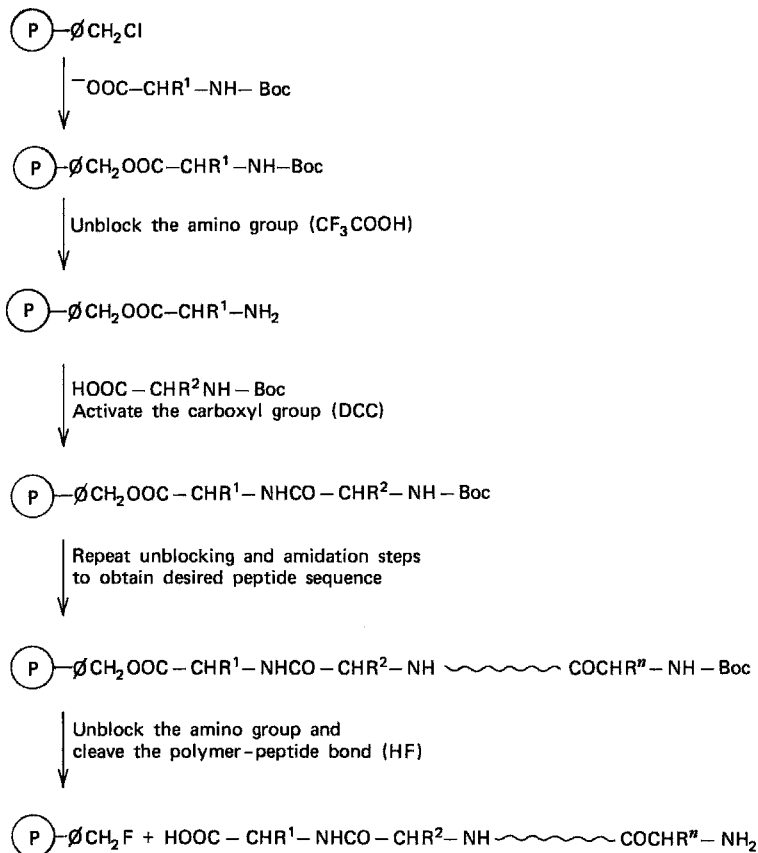 P ØCH₂Cl
⁻OOC–CHR¹–NH–Boc
P ØCH₂OOC–CHR¹–NH–Boc
Unblock the amino group (CF₃COOH)
P ØCH₂OOC–CHR¹–NH₂
HOOC–CHR²NH–Boc
Activate the carboxyl group (DCC)
P ØCH₂OOC–CHR¹–NHCO–CHR²–NH–Boc
Repeat unblocking and amidation steps
to obtain desired peptide sequence
P ØCH₂OOC–CHR¹–NHCO–CHR²–NH COCHRⁿ–NH–Boc
Unblock the amino group and
cleave the polymer-peptide bond (HF)
P ØCH₂F + HOOC–CHR¹–NHCO–CHR²–NH COCHRⁿ–NH₂